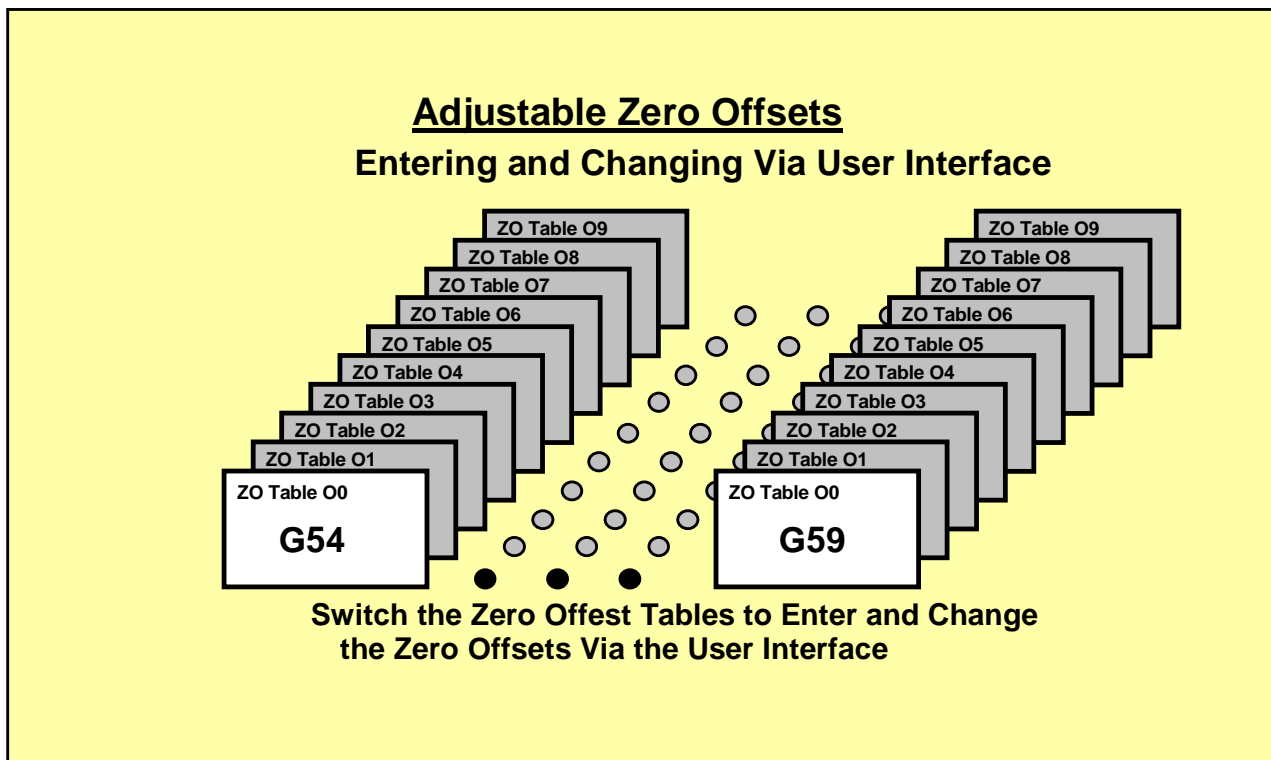 Adjustable Zero Offsets
Entering and Changing Via User Interface
ZO Table O9
ZO Table O8
ZO Table O7
ZO Table O6
ZO Table O5
ZO Table O4
ZO Table O3
ZO Table O2
ZO Table O1
ZO Table O0
G54
ZO Table O9
ZO Table O8
ZO Table O7
ZO Table O6
ZO Table O5
ZO Table O4
ZO Table O3
ZO Table O2
ZO Table O1
ZO Table O0
G59
Switch the Zero Offest Tables to Enter and Change
the Zero Offsets Via the User Interface